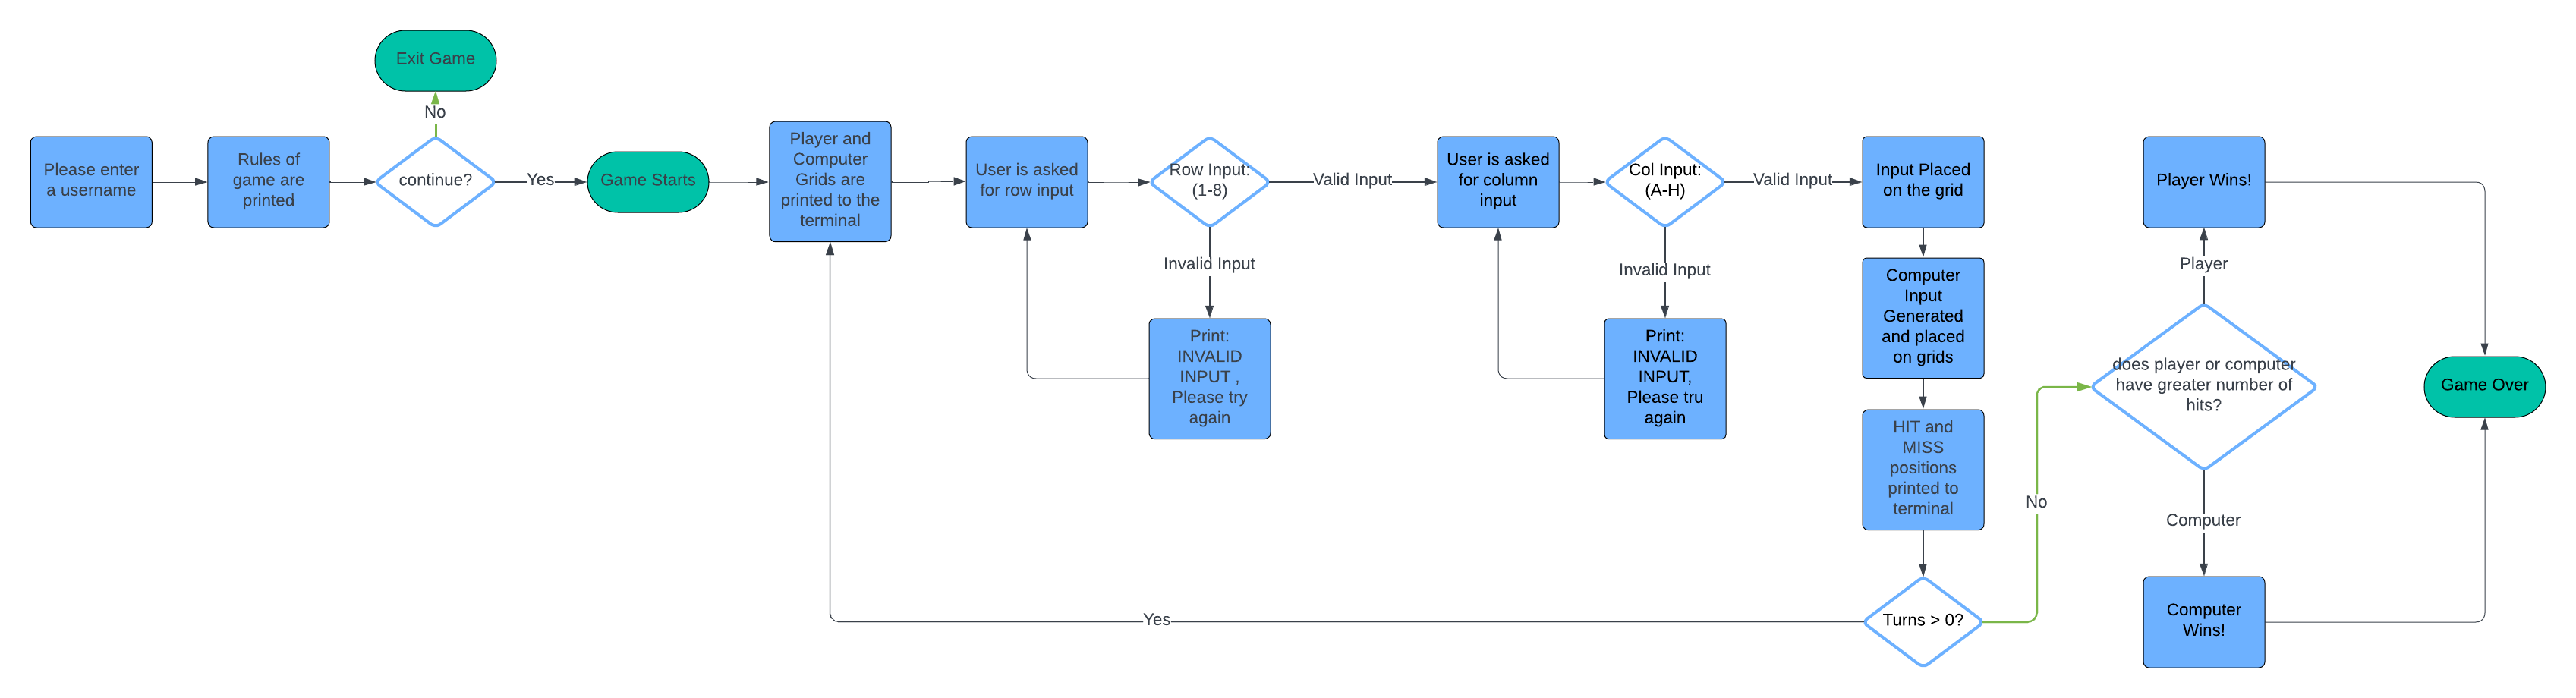 Exit Game
No
Please enter
a username
Rules of
game are
printed
continue?
Yes
Game Starts
Player and
Computer
Grids are
printed to the
terminal
User is asked
for row input
Row Input:
(1-8)
Valid Input
Invalid Input
Print:
INVALID
INPUT ,
Please try
again
User is asked
for column
input
Col Input:
(A-H)
Valid Input
Invalid Input
Print:
INVALID
INPUT,
Please tru
again
Input Placed
on the grid
Computer
Input
Generated
and placed
on grids
HIT and
MISS
positions
printed to
terminal
Turns > 0?
Yes
No
does player or computer
have greater number of
hits?
Player
Player Wins!
Computer
Computer
Wins!
Game Over